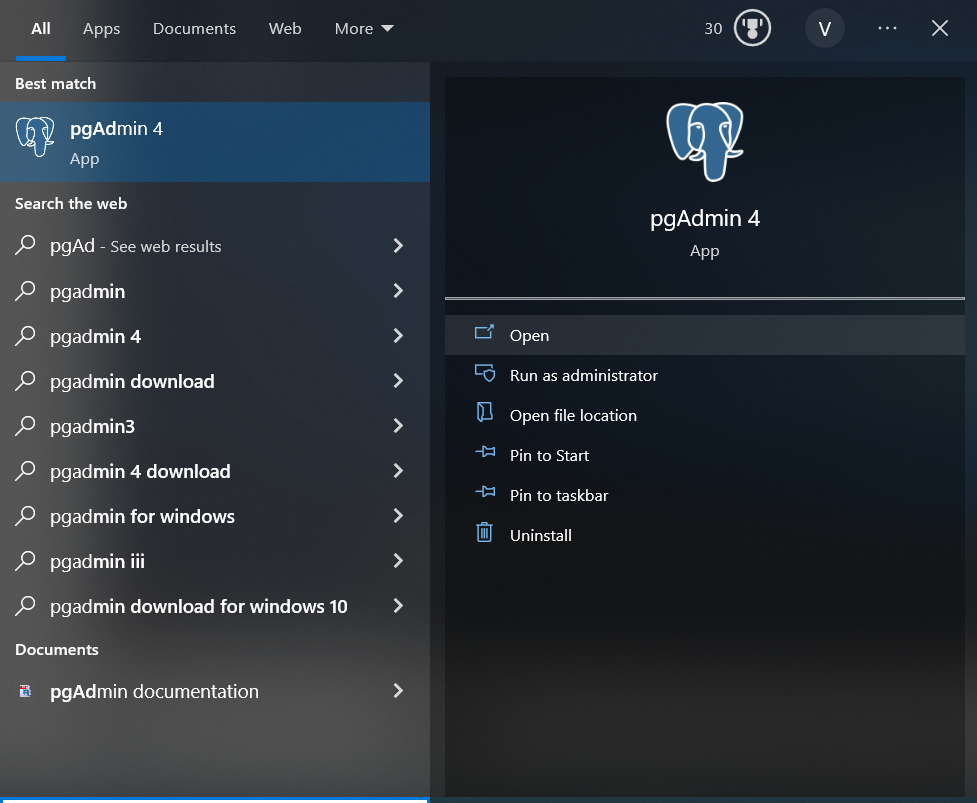 All Apps Documents Web More 30 V
Best match
pgAdmin 4
App
Search the web
pgAd - See web results
pgadmin
pgadmin 4
pgadmin download
pgadmin3
pgadmin 4 download
pgadmin for windows
pgadmin iii
pgadmin download for windows 10
Documents
pgAdmin documentation
pgAdmin 4
App
Open
Run as administrator
Open file location
Pin to Start
Pin to taskbar
Uninstall